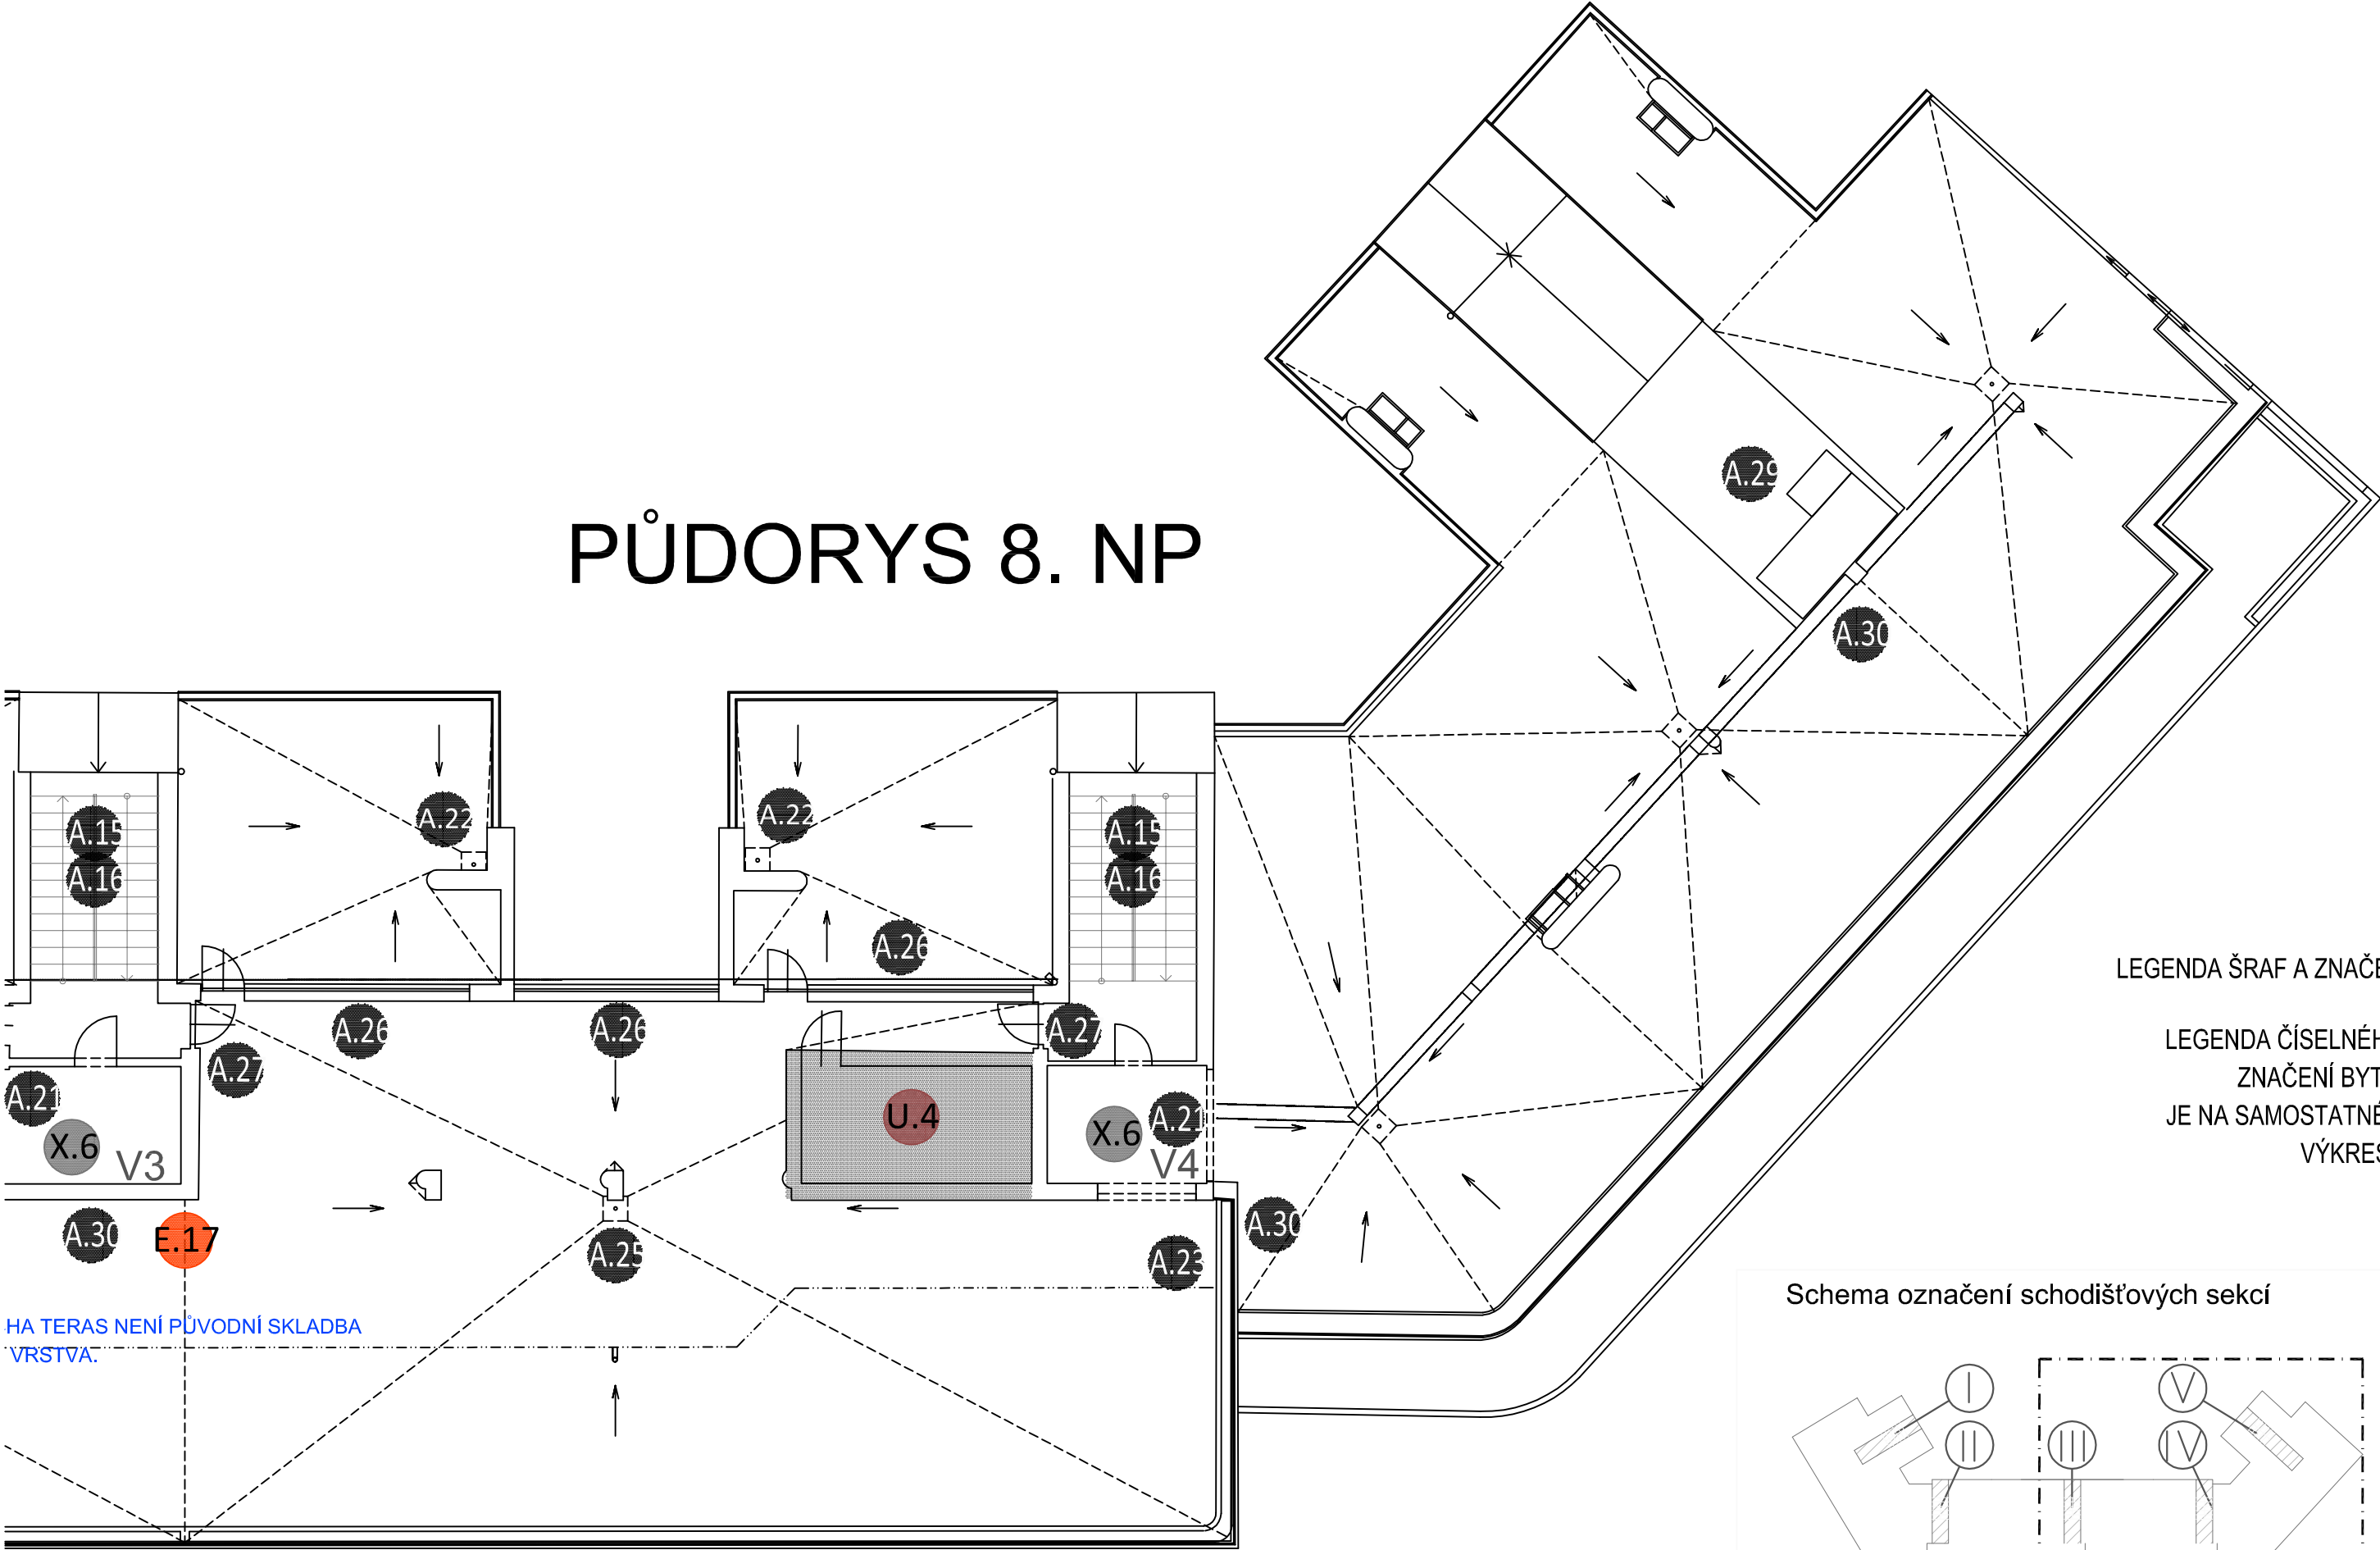 PŮDORYS 8. NP
A.29
A.30
A.15
A.16
A.22
A.22
A.15
A.16
A.26
A.26
A.26
A.27
A.27
A.21
X.6
V3
U.4
X.6
A.21
V4
A.30
E.17
A.25
A.23
A.30
HA TERAS NENÍ PŮVODNÍ SKLADBA
VRSTVA.
LEGENDA ŠRAF A ZNAČE
LEGENDA ČÍSELNÉH
ZNAČENÍ BYT
JE NA SAMOSTATNÉ
VÝKRES
Schema označení schodišťových sekcí
I
V
II
III
IV